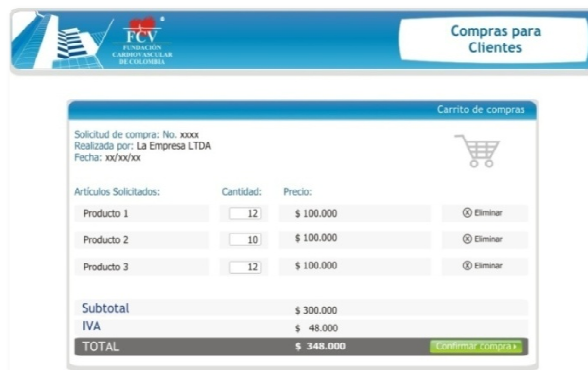 FCV
FUNDACIÓN
CARDIOVASCULAR
DE COLOMBIA
Compras para
Clientes
Carrito de compras
Solicitud de compra: No. xxxx
Realizada por: La Empresa LTDA
Fecha: xx/xx/xx
Artículos Solicitados: Cantidad: Precio:
Producto 1 12 $ 100.000 Eliminar
Producto 2 10 $ 100.000 Eliminar
Producto 3 12 $ 100.000 Eliminar
Subtotal $ 300.000
IVA $ 48.000
TOTAL $ 348.000 Confirmar compra